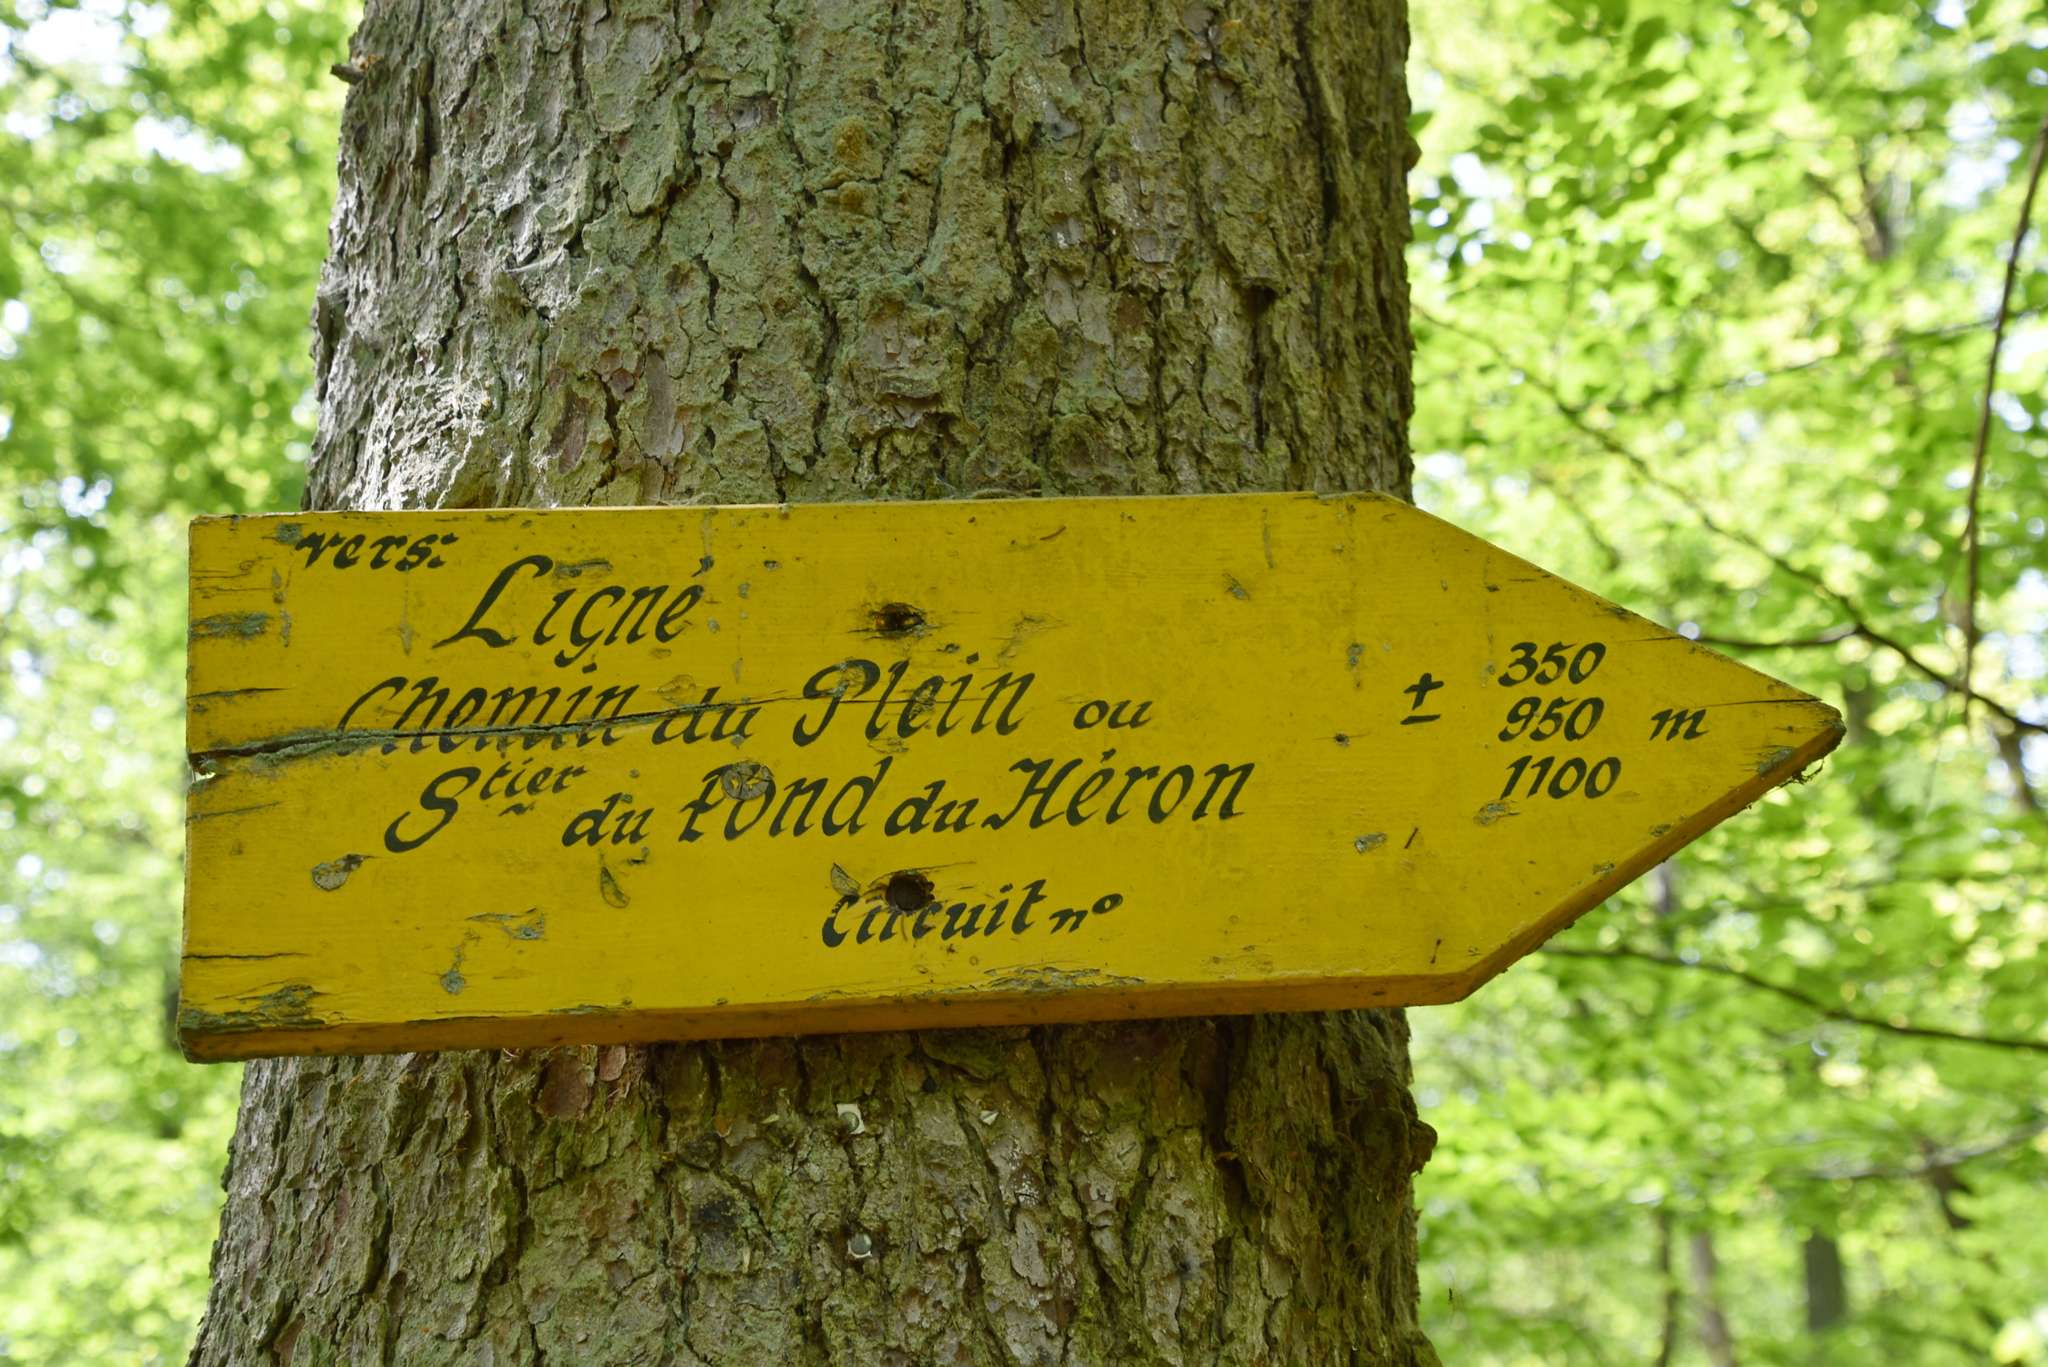 vers:
Ligné
Chemin du Plein ou
Stier du Fond du Héron
Circuit n°
± 350
950 m
1100